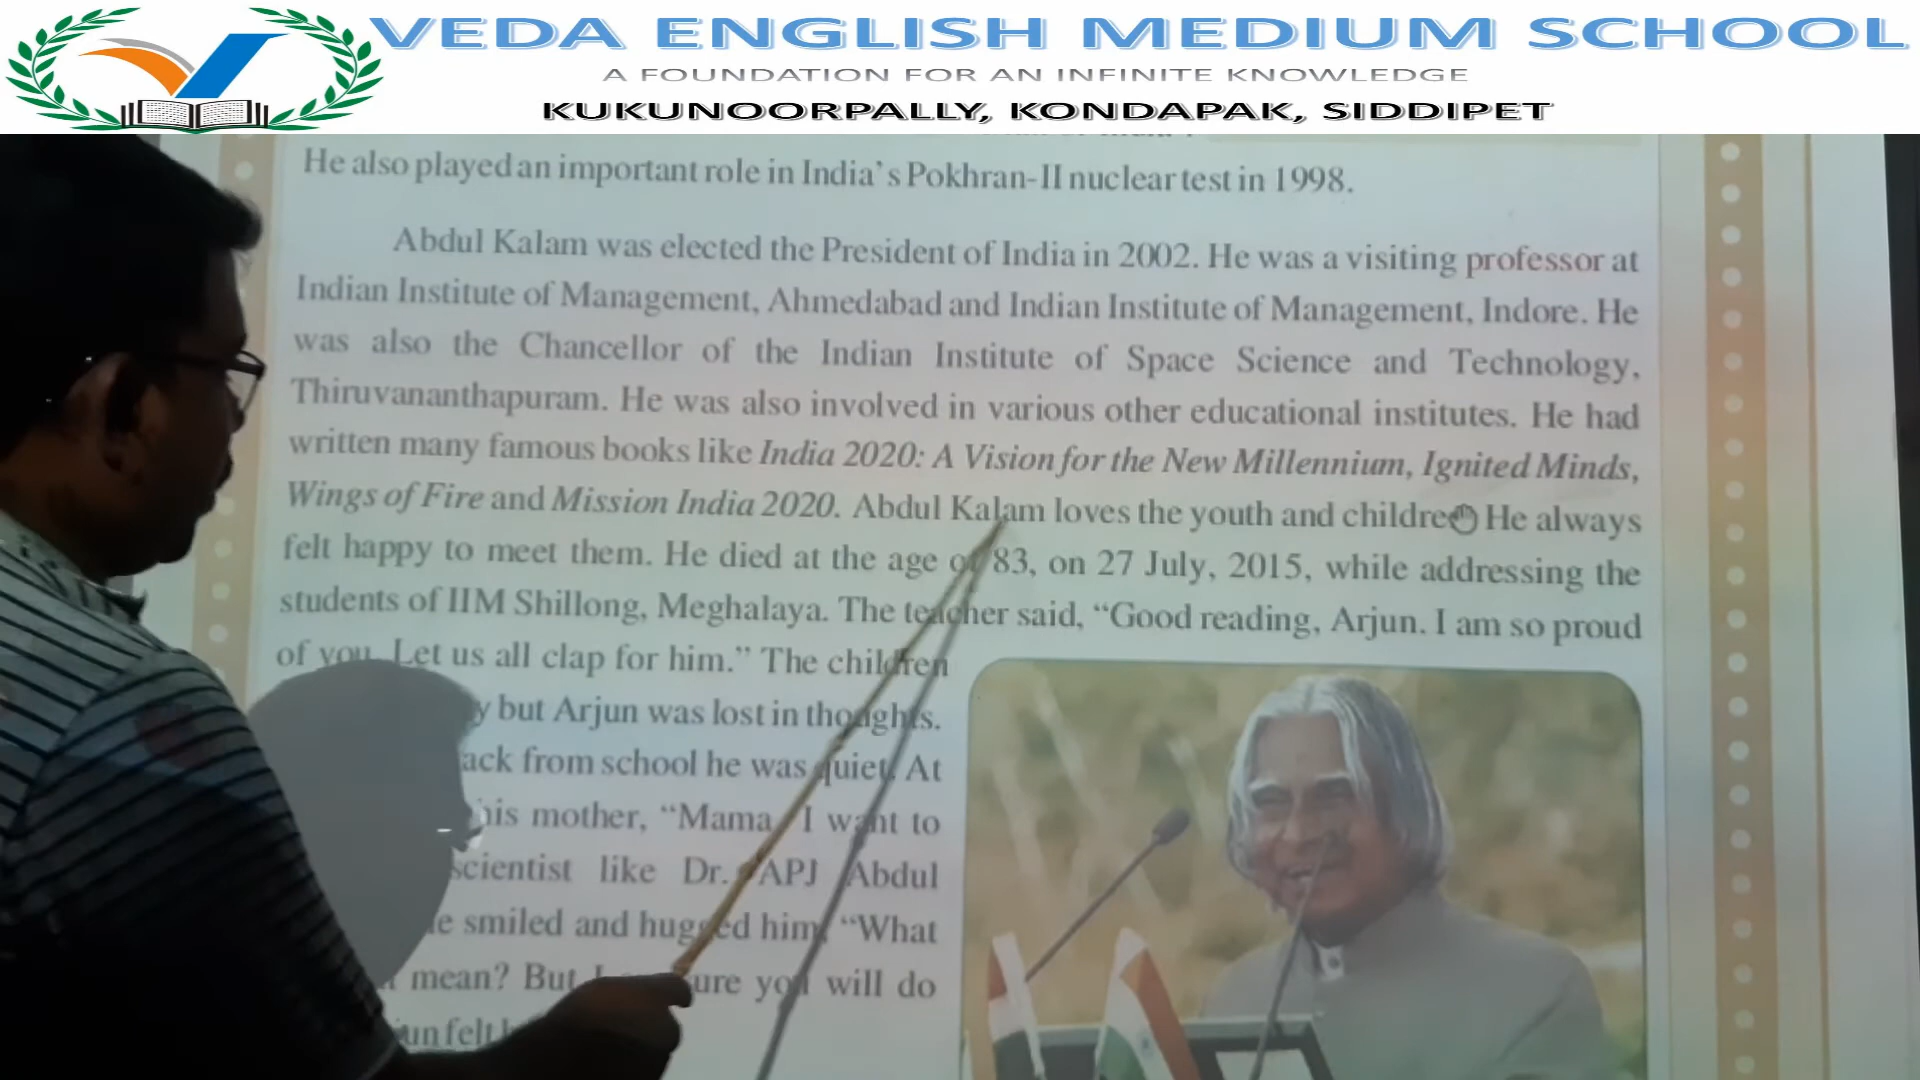 VEDA ENGLISH MEDIUM SCHOOL
A FOUNDATION FOR AN INFINITE KNOWLEDGE
KUKUNOORPALLY, KONDAPAK, SIDDIPET
He also played an important role in India's Pokhran-II nuclear test in 1998.
Abdul Kalam was elected the President of India in 2002. He was a visiting professor at
Indian Institute of Management, Ahmedabad and Indian Institute of Management, Indore. He
was also the Chancellor of the Indian Institute of Space Science and Technology,
Thiruvananthapuram. He was also involved in various other educational institutes. He had
written many famous books like India 2020: A Vision for the New Millennium, Ignited Minds,
Wings of Fire and Mission India 2020. Abdul Kalam loves the youth and children He always
felt happy to meet them. He died at the age of 83, on 27 July, 2015, while addressing the
students of IIM Shillong, Meghalaya. The teacher said, “Good reading, Arjun. I am so proud
of you. Let us all clap for him.” The children
but Arjun was lost in thoughts.
from school he was quiet. At
his mother, “Mama, I want to
scientist like Dr. APJ Abdul
smiled and hugged him, “What
mean? But I sure you will do
felt